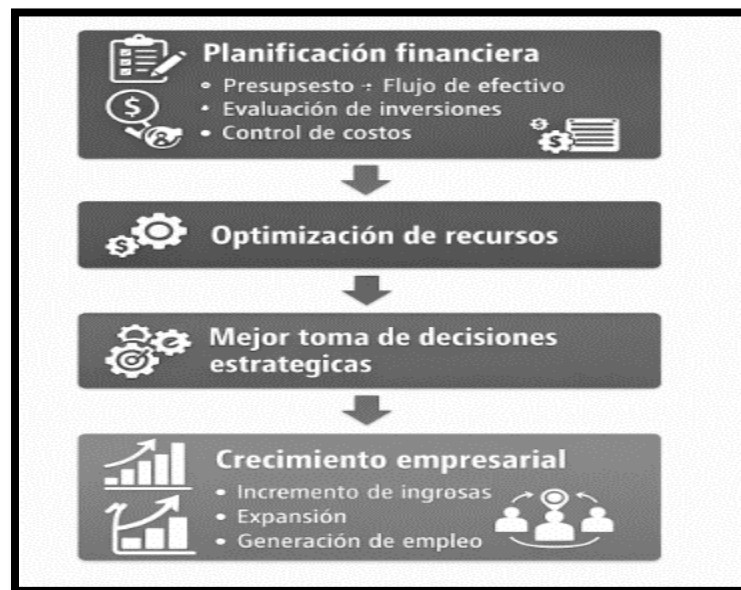 Planificación financiera
• Presupsesto ÷ Flujo de efectivo
• Evaluación de inversiones
• Control de costos
Optimización de recursos
Mejor toma de decisiones
estrategicas
Crecimiento empresarial
• Incremento de ingrosas
• Expansión
• Generación de empleo